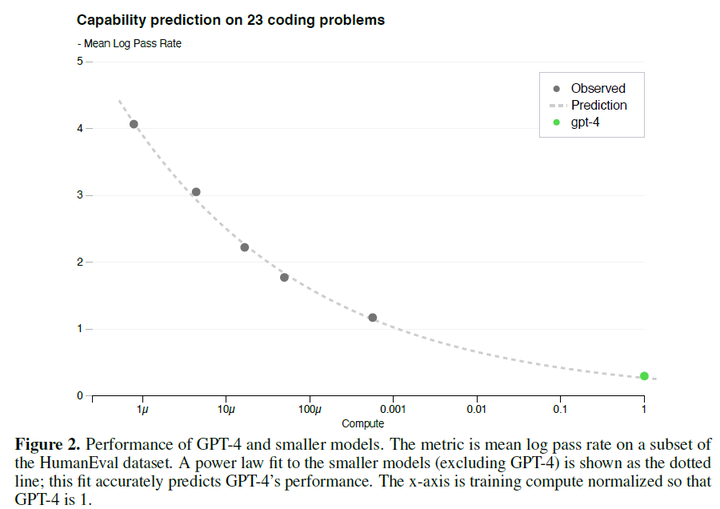 Capability prediction on 23 coding problems
- Mean Log Pass Rate
5
Observed
Prediction
gpt-4
4
3
2
1
0
1µ 10µ 100µ 0.001 0.01 0.1 1
Compute
Figure 2. Performance of GPT-4 and smaller models. The metric is mean log pass rate on a subset of
the HumanEval dataset. A power law fit to the smaller models (excluding GPT-4) is shown as the dotted
line; this fit accurately predicts GPT-4's performance. The x-axis is training compute normalized so that
GPT-4 is 1.